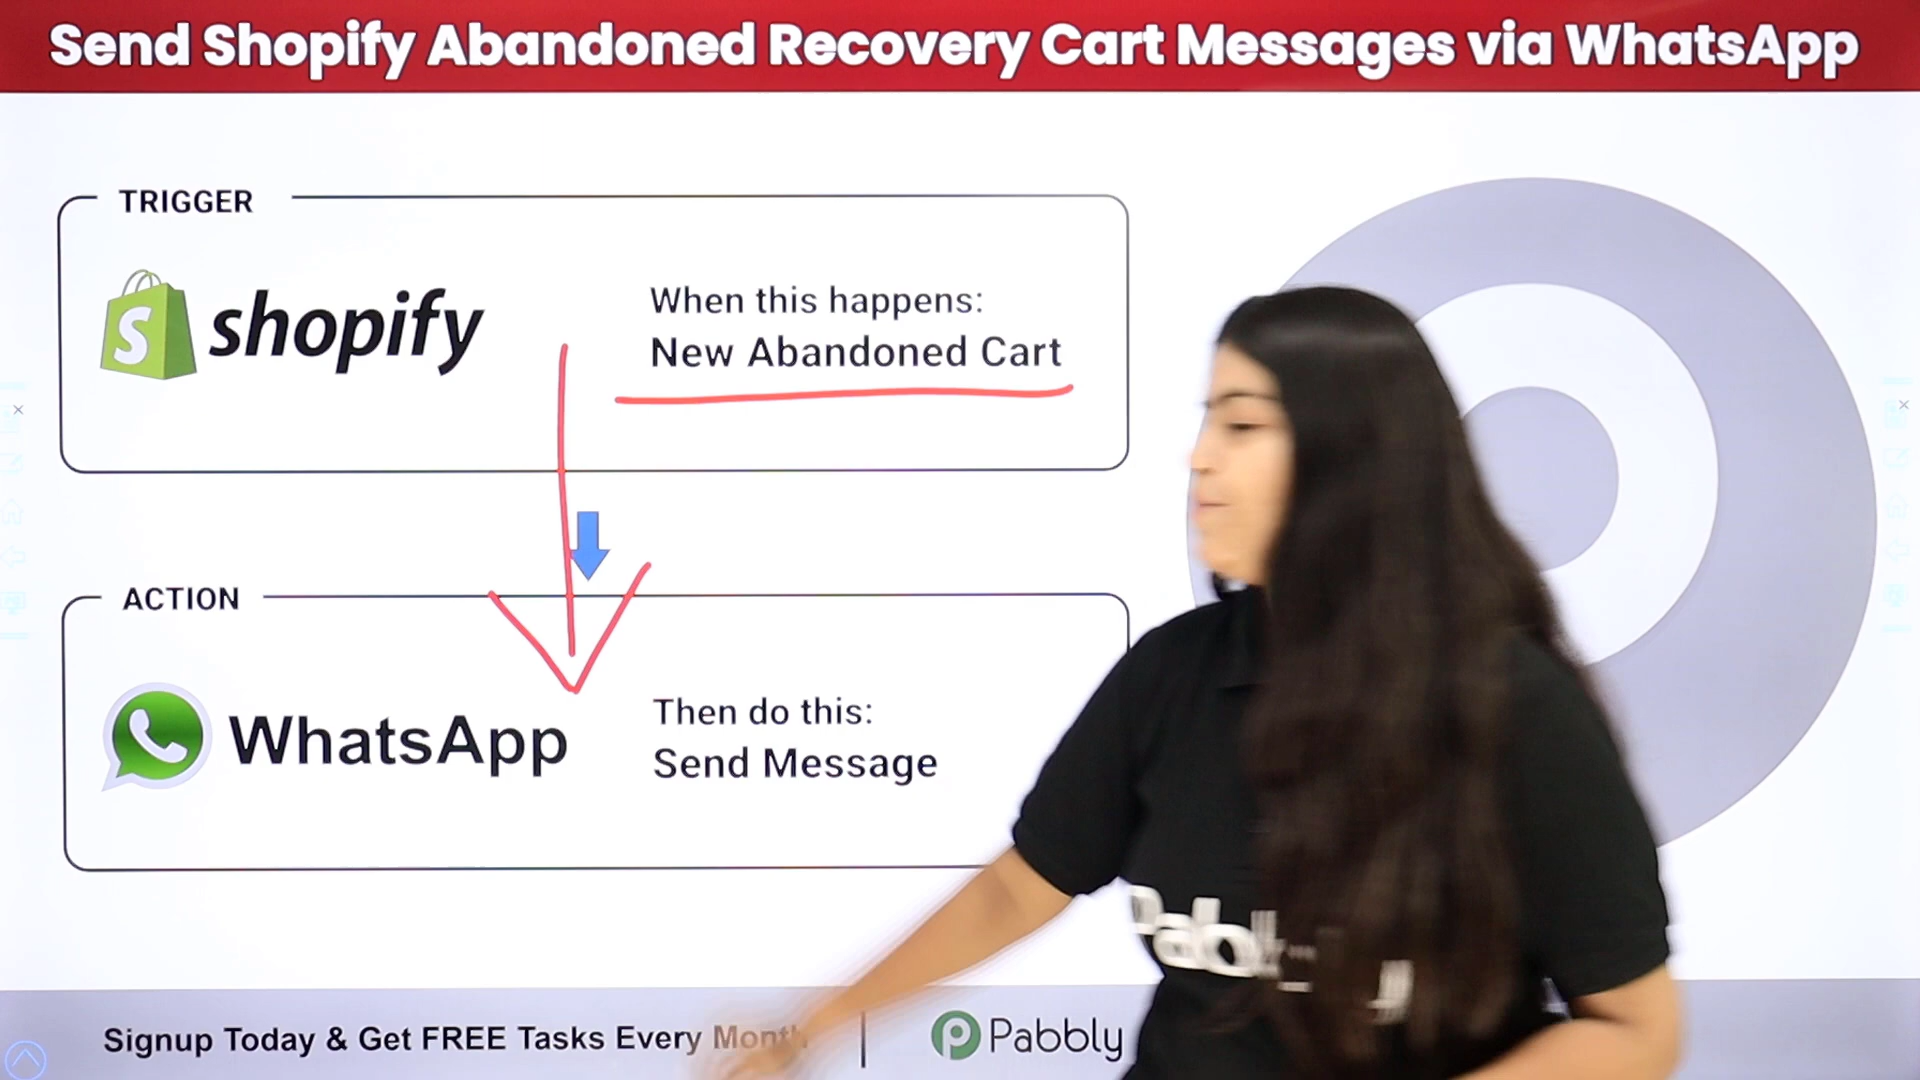 Send Shopify Abandoned Recovery Cart Messages via WhatsApp
TRIGGER
shopify
When this happens:
New Abandoned Cart
ACTION
WhatsApp
Then do this:
Send Message
Signup Today & Get FREE Tasks Every Month
Pabbly